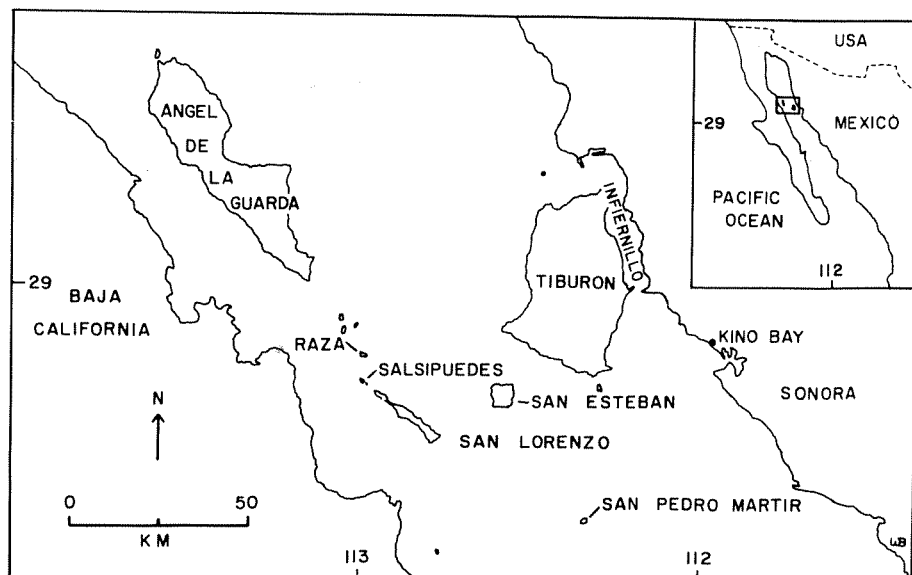 USA
ANGEL
DE
LA
GUARDA
29
MEXICO
PACIFIC
OCEAN
112
INFIERNILLO
TIBURON
29
BAJA
CALIFORNIA
RAZA
KINO BAY
SALSIPUEDES
SONORA
SAN ESTEBAN
N
SAN LORENZO
0 50
KM
SAN PEDRO MARTIR
113
112
WB